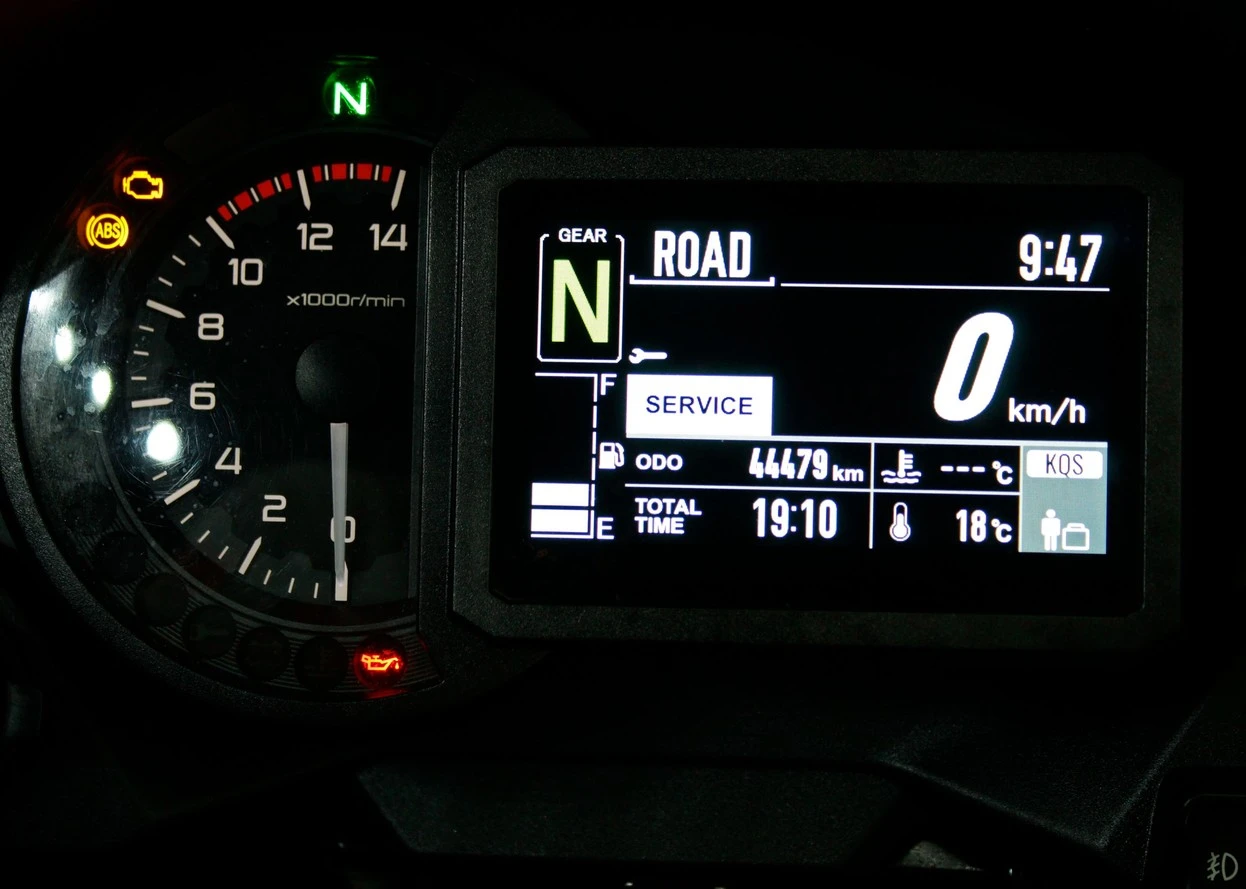 N
ABS
14
12
10
x1000r/min
8
6
4
2
0
GEAR
N
ROAD
9:47
0 km/h
F
SERVICE
ODO 44479 km
---°C
KQS
TOTAL
TIME
19:10
18°C
E